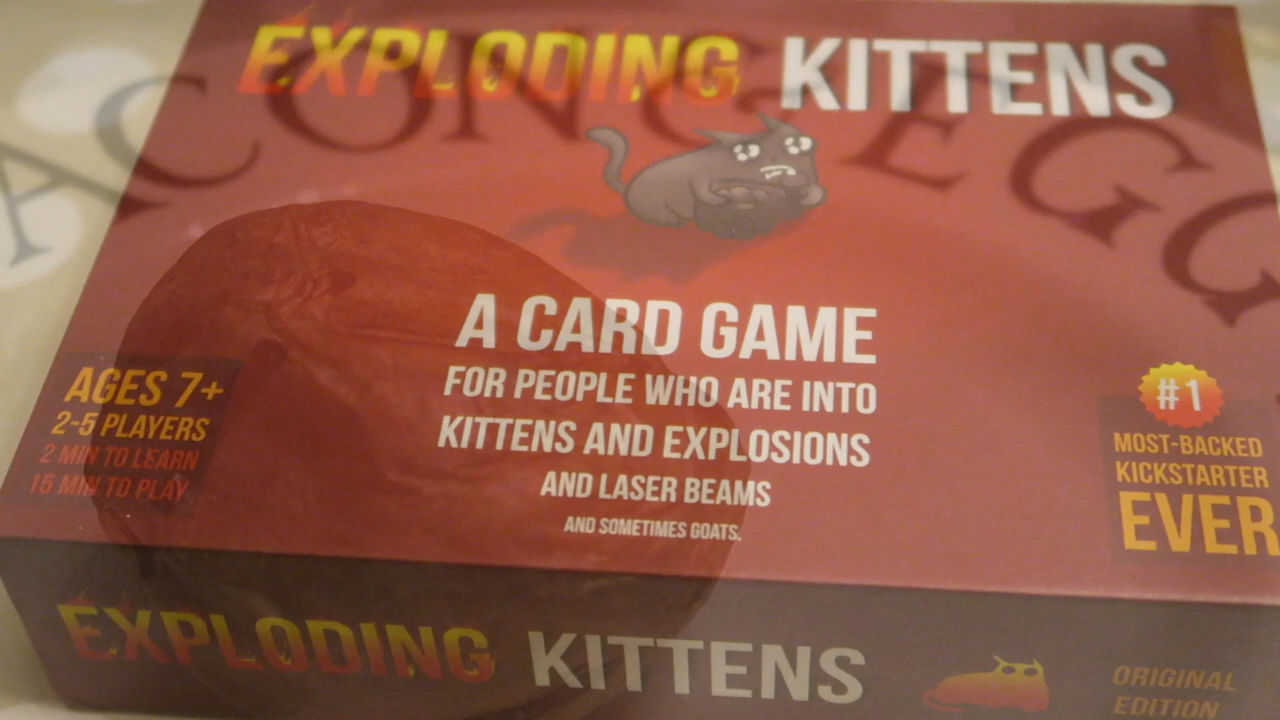 EXPLODING KITTENS
ACON & EGG
A CARD GAME
FOR PEOPLE WHO ARE INTO
KITTENS AND EXPLOSIONS
AND LASER BEAMS
AND SOMETIMES GOATS.
AGES 7+
2-5 PLAYERS
2 MIN TO LEARN
15 MIN TO PLAY
#1
MOST-BACKED
KICKSTARTER
EVER
EXPLODING KITTENS
ORIGINAL
EDITION